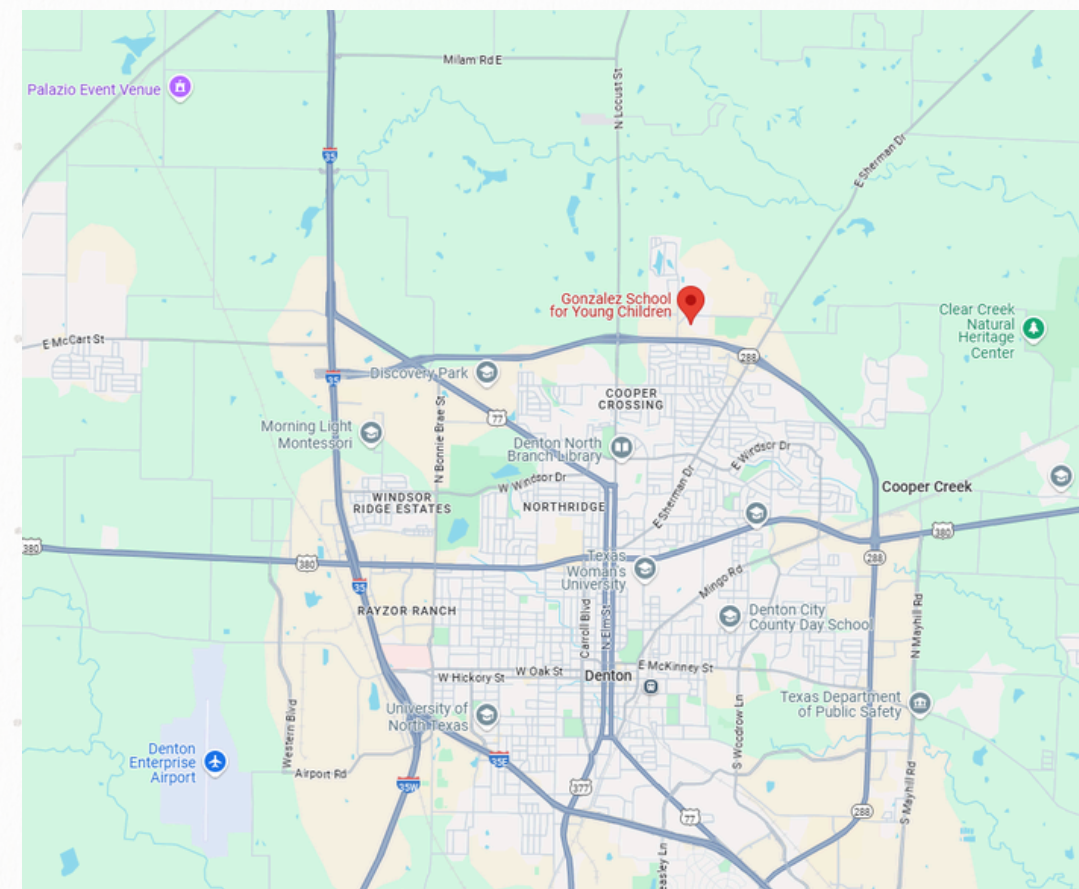 Milam Rd E
Palazio Event Venue
N Locust St
E Sherman Dr
35
Gonzalez School
for Young Children
Clear Creek
Natural
Heritage
Center
E McCart St
288
35
Discovery Park
COOPER
CROSSING
N Bonnie Brae St
77
Morning Light
Montessori
Denton North
Branch Library
E Windsor Dr
W Windsor Dr
E Sherman Dr
Cooper Creek
WINDSOR
RIDGE ESTATES
NORTHRIDGE
380
380
380
288
35
Texas
Woman's
University
Mingo Rd
RAYZOR RANCH
Carroll Blvd
N Elm St
Denton City
County Day School
N Mayhill Rd
W Oak St
E McKinney St
W Hickory St
Denton
Texas Department
of Public Safety
University of
North Texas
Western Blvd
S Woodrow Ln
Denton
Enterprise
Airport
Airport Rd
35E
35W
377
77
288
S Mayhill Rd
easley Ln